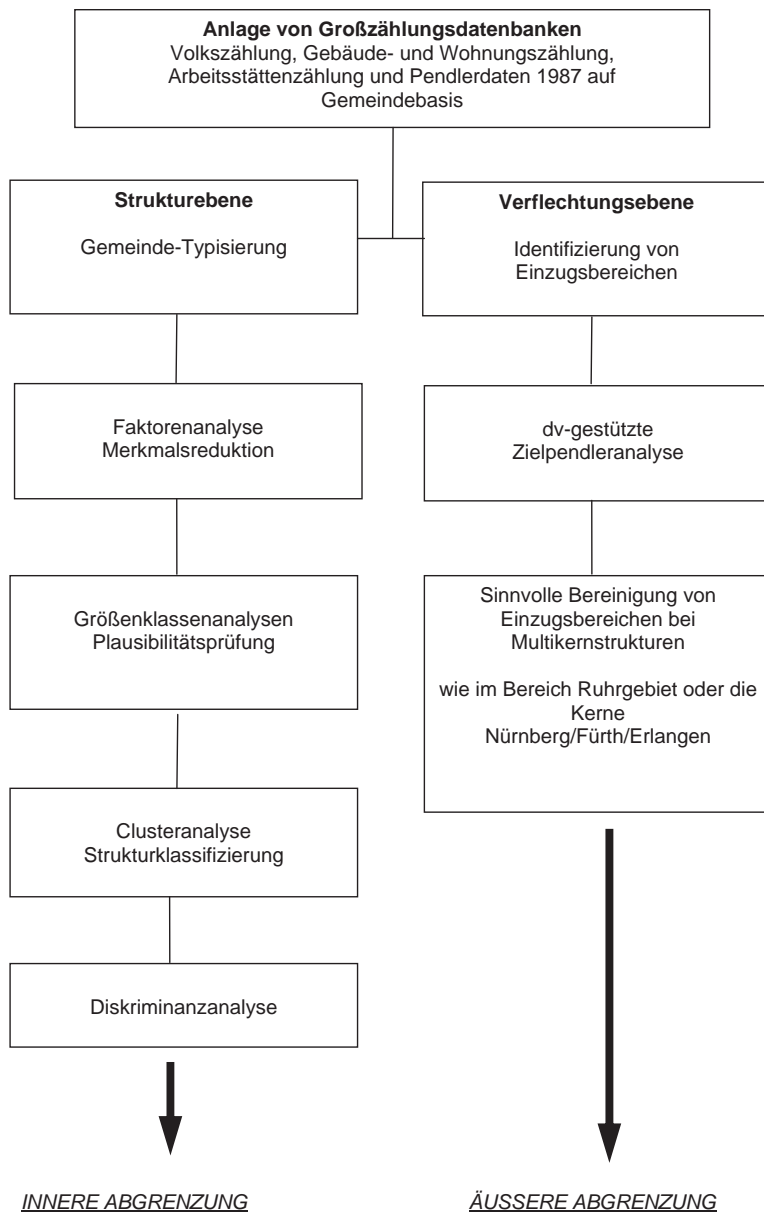 Anlage von Großzählungsdatenbanken
Volkszählung, Gebäude- und Wohnungszählung,
Arbeitsstättenzählung und Pendlerdaten 1987 auf
Gemeindebasis
Strukturebene
Gemeinde-Typisierung
Verflechtungsebene
Identifizierung von
Einzugsbereichen
Faktorenanalyse
Merkmalsreduktion
dv-gestützte
Zielpendleranalyse
Größenklassenanalysen
Plausibilitätsprüfung
Sinnvolle Bereinigung von
Einzugsbereichen bei
Multikernstrukturen
wie im Bereich Ruhrgebiet oder die
Kerne
Nürnberg/Fürth/Erlangen
Clusteranalyse
Strukturklassifizierung
Diskriminanzanalyse
INNERE ABGRENZUNG
ÄUSSERE ABGRENZUNG